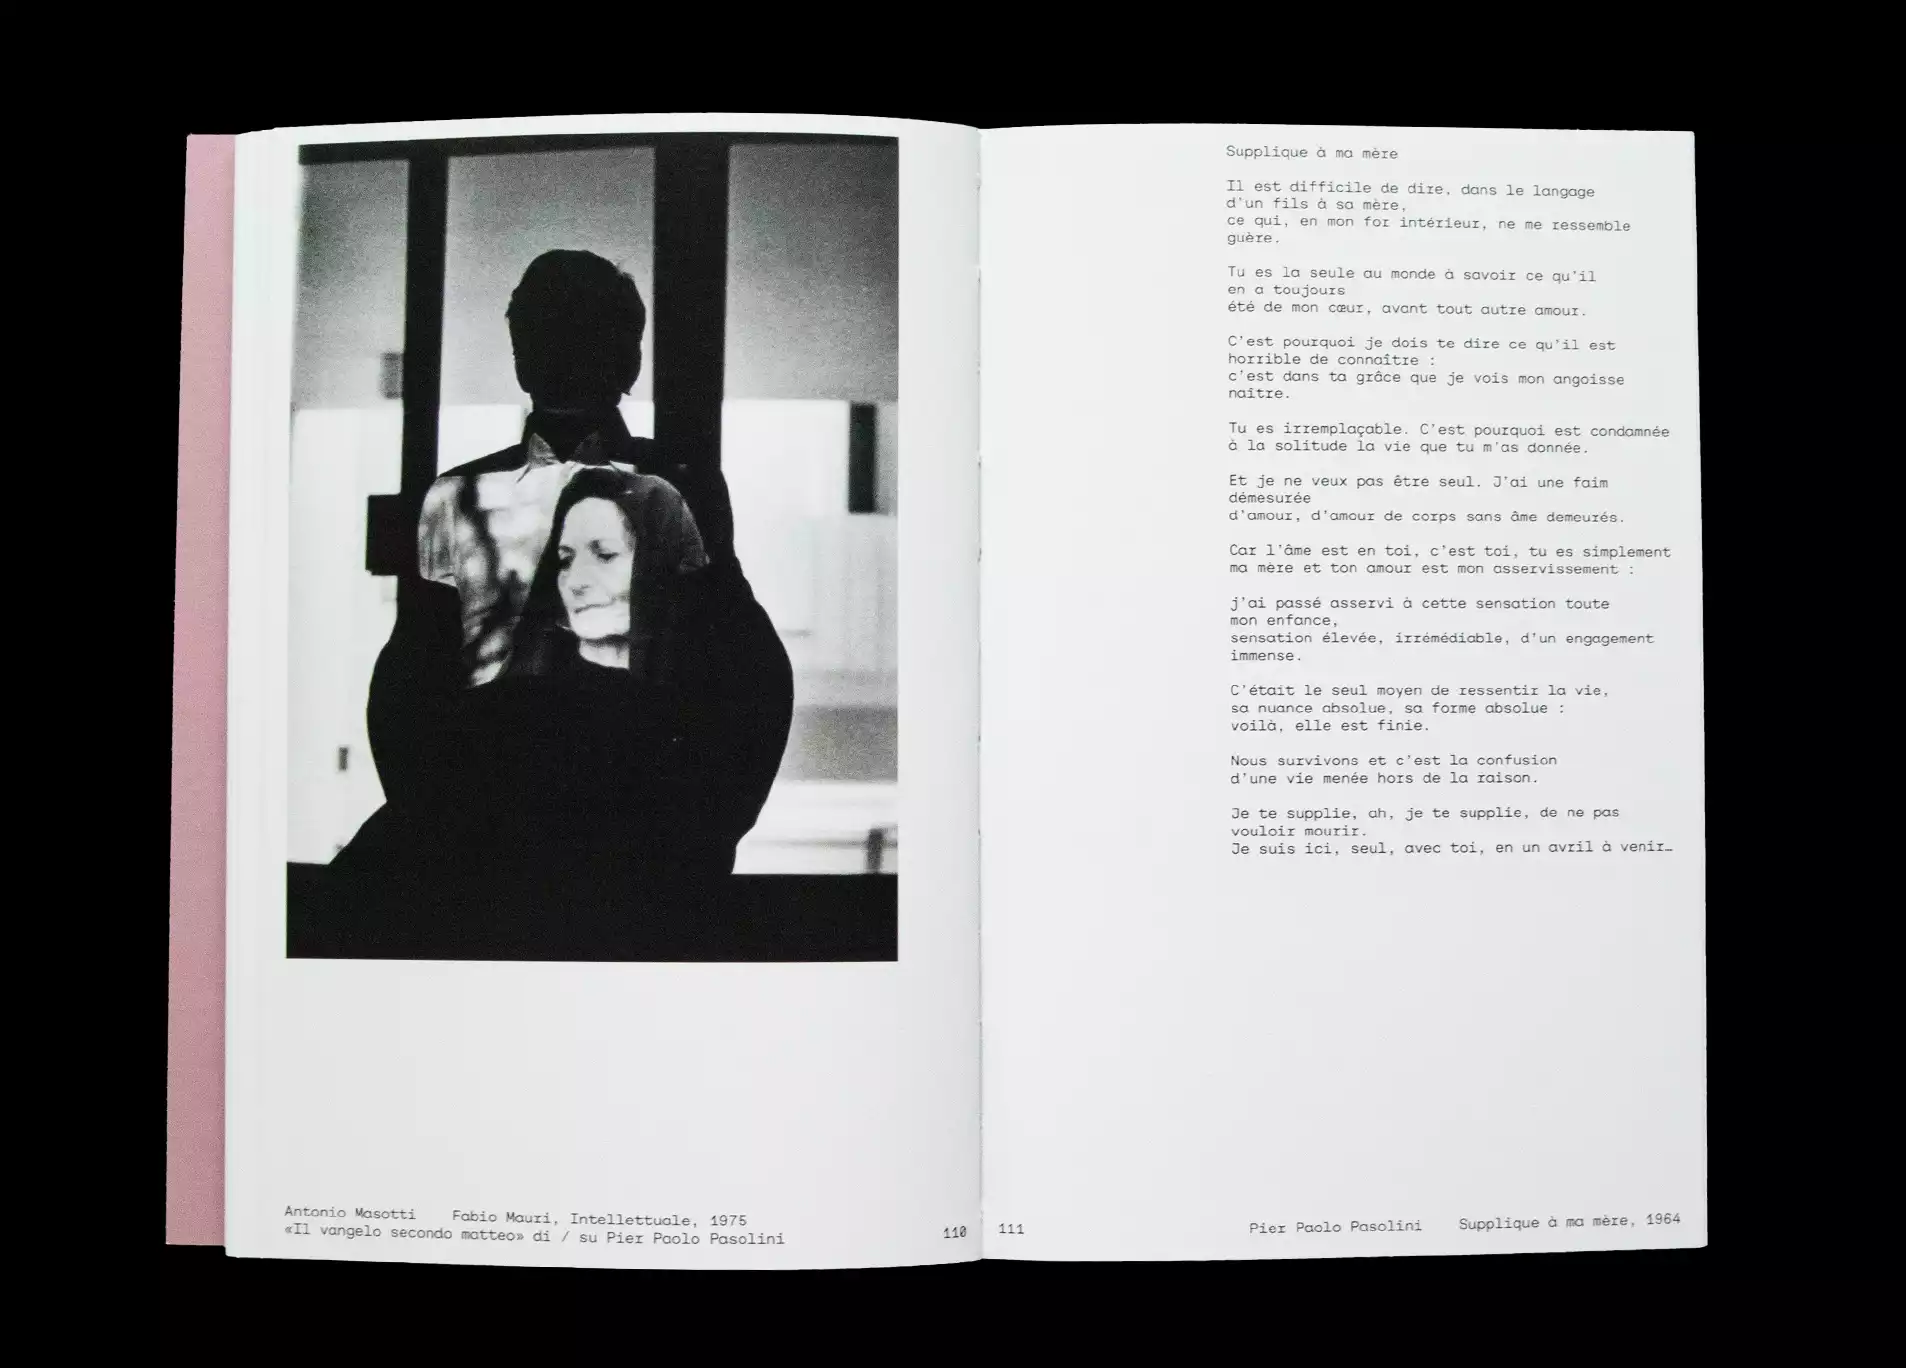 Antonio Masotti    Fabio Mauri, Intellettuale, 1975
«Il vangelo secondo matteo» di / su Pier Paolo Pasolini
110
Supplique à ma mère
Il est difficile de dire, dans le langage
d'un fils à sa mère,
ce qui, en mon for intérieur, ne me ressemble
guère.
Tu es la seule au monde à savoir ce qu'il
en a toujours
été de mon cœur, avant tout autre amour.
C'est pourquoi je dois te dire ce qu'il est
horrible de connaître :
c'est dans ta grâce que je vois mon angoisse
naître.
Tu es irremplaçable. C'est pourquoi est condamnée
à la solitude la vie que tu m'as donnée.
Et je ne veux pas être seul. J'ai une faim
démesurée
d'amour, d'amour de corps sans âme demeurés.
Car l'âme est en toi, c'est toi, tu es simplement
ma mère et ton amour est mon asservissement :
j'ai passé asservi à cette sensation toute
mon enfance,
sensation élevée, irrémédiable, d'un engagement
immense.
C'était le seul moyen de ressentir la vie,
sa nuance absolue, sa forme absolue :
voilà, elle est finie.
Nous survivons et c'est la confusion
d'une vie menée hors de la raison.
Je te supplie, ah, je te supplie, de ne pas
vouloir mourir.
Je suis ici, seul, avec toi, en un avril à venir…
111
Pier Paolo Pasolini    Supplique à ma mère, 1964